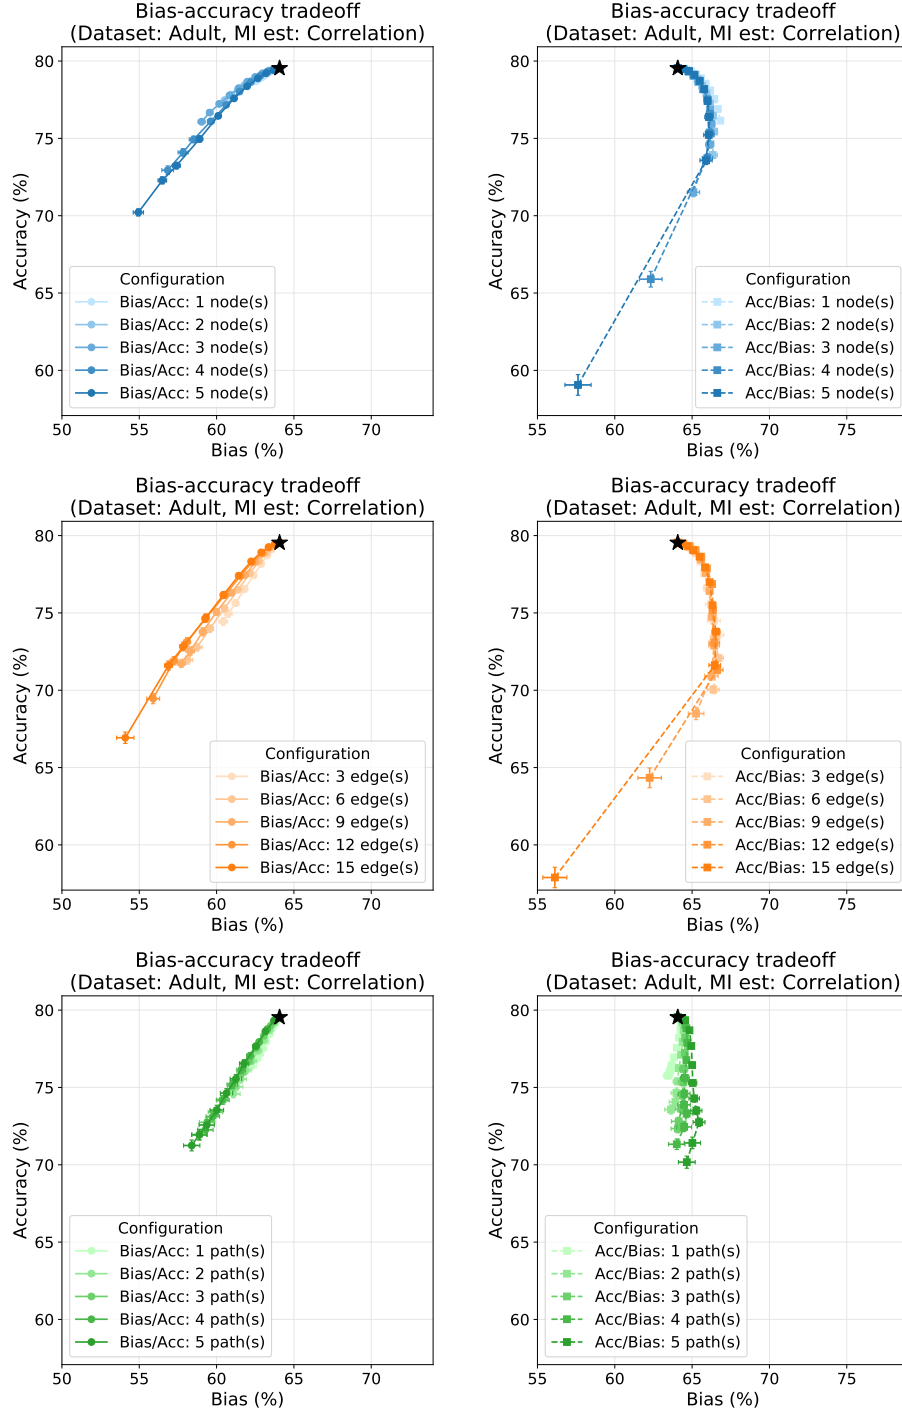 Bias-accuracy tradeoff
(Dataset: Adult, MI est: Correlation)
80
75
70
65
60
Accuracy (%)
Configuration
Bias/Acc: 1 node(s)
Bias/Acc: 2 node(s)
Bias/Acc: 3 node(s)
Bias/Acc: 4 node(s)
Bias/Acc: 5 node(s)
50 55 60 65 70
Bias (%)
Bias-accuracy tradeoff
(Dataset: Adult, MI est: Correlation)
80
75
70
65
60
Accuracy (%)
Configuration
Acc/Bias: 1 node(s)
Acc/Bias: 2 node(s)
Acc/Bias: 3 node(s)
Acc/Bias: 4 node(s)
Acc/Bias: 5 node(s)
55 60 65 70 75
Bias (%)
Bias-accuracy tradeoff
(Dataset: Adult, MI est: Correlation)
80
75
70
65
60
Accuracy (%)
Configuration
Bias/Acc: 3 edge(s)
Bias/Acc: 6 edge(s)
Bias/Acc: 9 edge(s)
Bias/Acc: 12 edge(s)
Bias/Acc: 15 edge(s)
50 55 60 65 70
Bias (%)
Bias-accuracy tradeoff
(Dataset: Adult, MI est: Correlation)
80
75
70
65
60
Accuracy (%)
Configuration
Acc/Bias: 3 edge(s)
Acc/Bias: 6 edge(s)
Acc/Bias: 9 edge(s)
Acc/Bias: 12 edge(s)
Acc/Bias: 15 edge(s)
55 60 65 70 75
Bias (%)
Bias-accuracy tradeoff
(Dataset: Adult, MI est: Correlation)
80
75
70
65
60
Accuracy (%)
Configuration
Bias/Acc: 1 path(s)
Bias/Acc: 2 path(s)
Bias/Acc: 3 path(s)
Bias/Acc: 4 path(s)
Bias/Acc: 5 path(s)
50 55 60 65 70
Bias (%)
Bias-accuracy tradeoff
(Dataset: Adult, MI est: Correlation)
80
75
70
65
60
Accuracy (%)
Configuration
Acc/Bias: 1 path(s)
Acc/Bias: 2 path(s)
Acc/Bias: 3 path(s)
Acc/Bias: 4 path(s)
Acc/Bias: 5 path(s)
55 60 65 70 75
Bias (%)